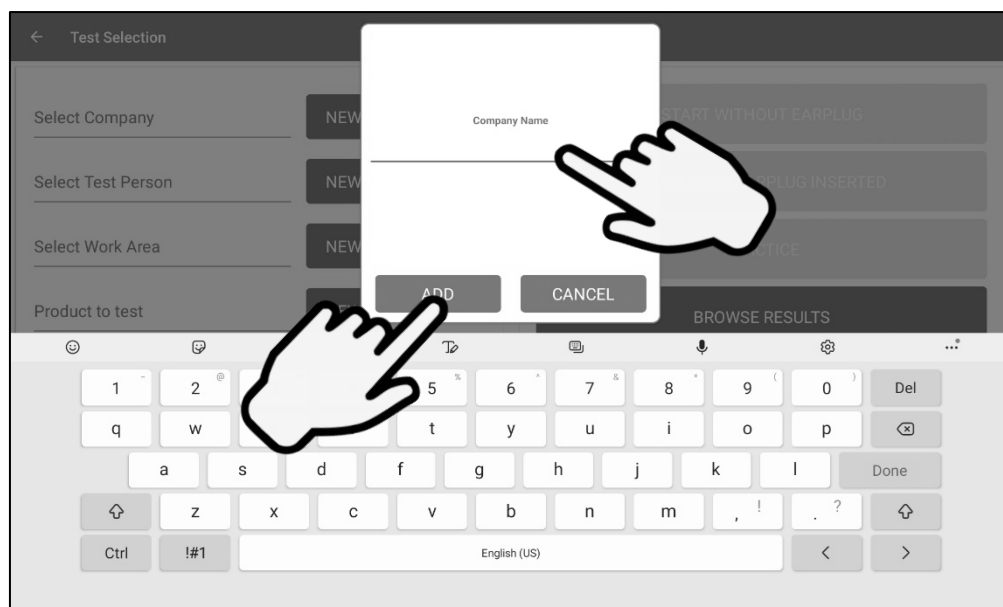 Test Selection
Select Company
NEW
START WITHOUT EARPLUG
Company Name
Select Test Person
NEW
INSERTED
Select Work Area
NEW
ADD
CANCEL
Product to test
BROWSE RESULTS
1 - 2 @ 5 % 6 ^ 7 & 8 * 9 ( 0 ) Del
q w t y u i o p
a s d f g h j k l Done
z x c v b n m , ! . ?
Ctrl !#1 English (US) < >